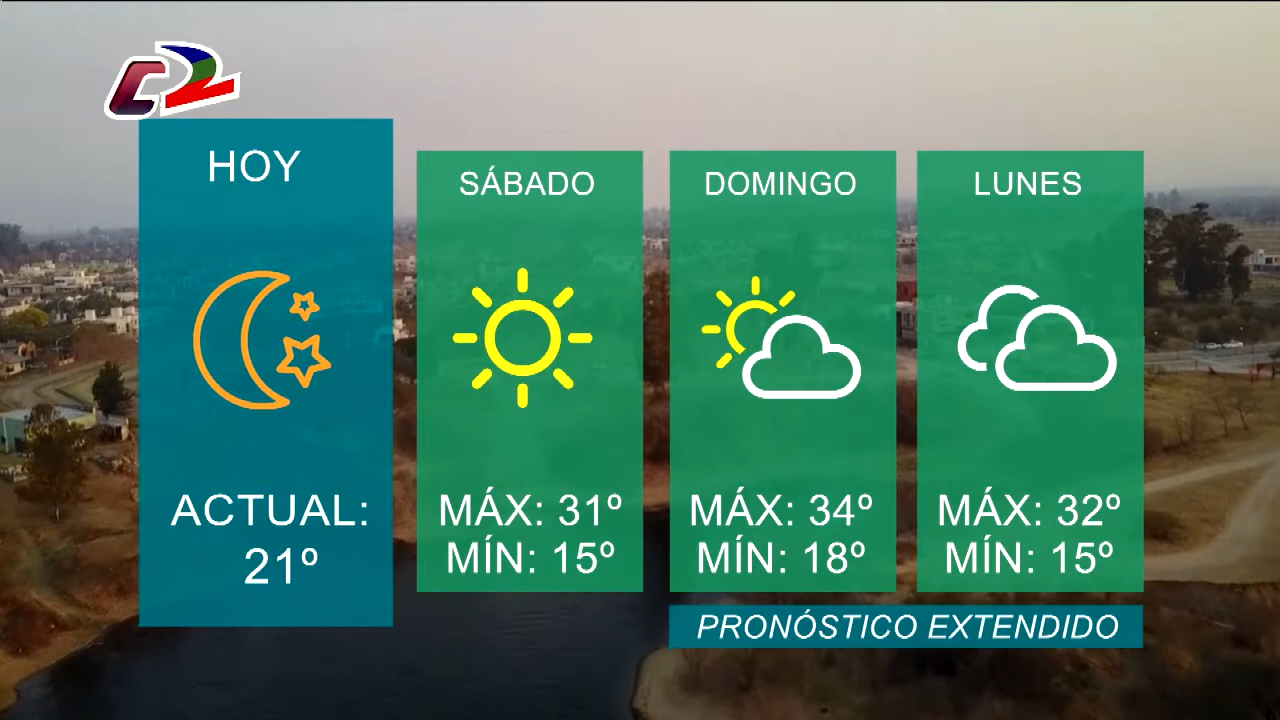 C2
HOY
ACTUAL:
21º
SÁBADO
MÁX: 31º
MÍN: 15º
DOMINGO
MÁX: 34º
MÍN: 18º
LUNES
MÁX: 32º
MÍN: 15º
PRONÓSTICO EXTENDIDO